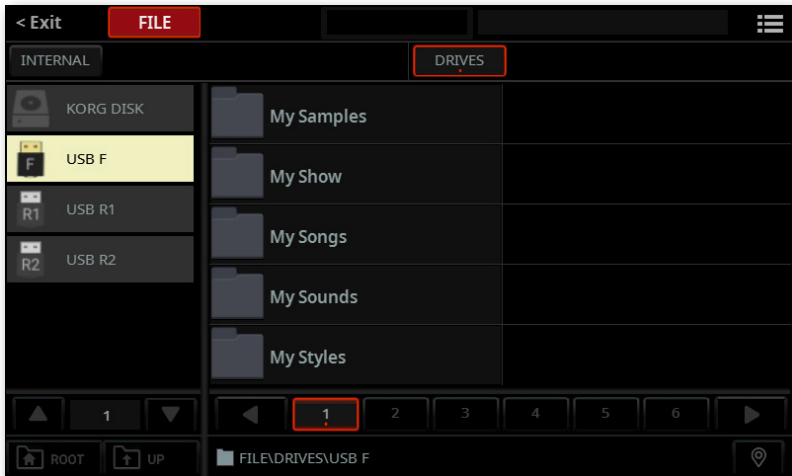 < Exit FILE
INTERNAL DRIVES
KORG DISK
F USB F
R1 USB R1
R2 USB R2
My Samples
My Show
My Songs
My Sounds
My Styles
1
1 2 3 4 5 6
ROOT UP FILE\DRIVES\USB F